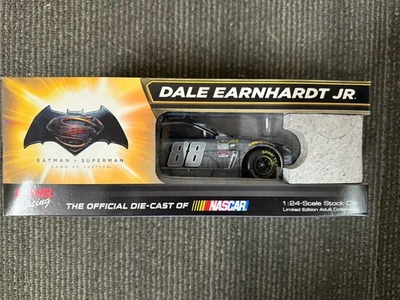 DALE EARNHARDT JR.
BATMAN v SUPERMAN
DAWN OF JUSTICE
88
Racing
THE OFFICIAL DIE-CAST OF NASCAR
1:24-Scale Stock Car
Limited Edition Adult Collectible